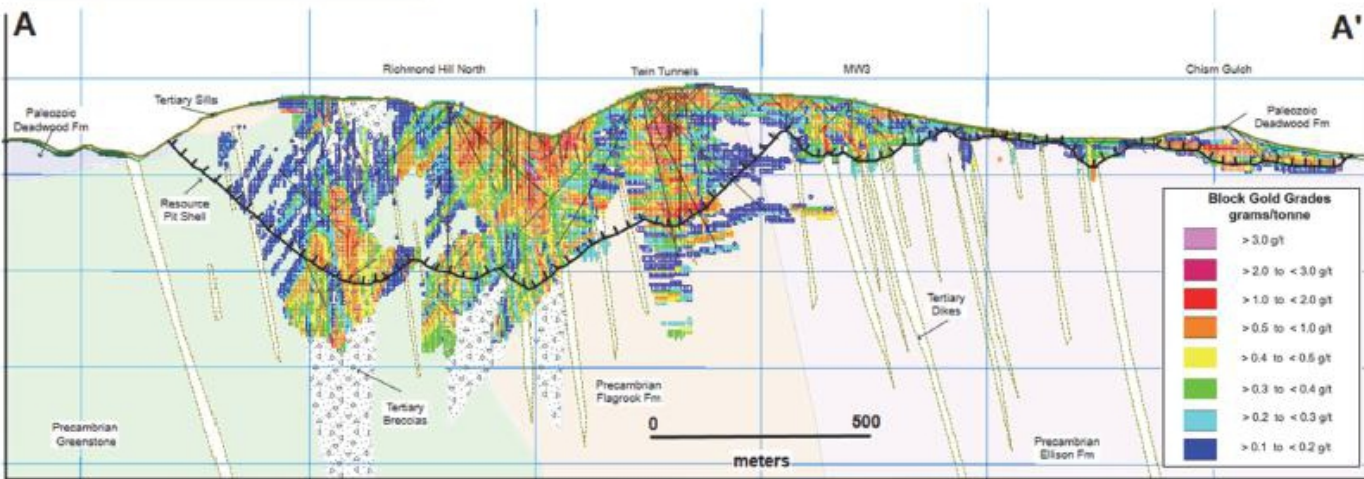 A
A'
Richmond Hill North
Twin Tunnels
MW3
Chism Gulch
Tertiary Sills
Paleozoic
Deadwood Fm
Paleozoic
Deadwood Fm
Resource
Pit Shell
Block Gold Grades
grams/tonne
> 3.0 g/t
> 2.0 to < 3.0 g/t
> 1.0 to < 2.0 g/t
> 0.5 to < 1.0 g/t
> 0.4 to < 0.5 g/t
> 0.3 to < 0.4 g/t
> 0.2 to < 0.3 g/t
> 0.1 to < 0.2 g/t
Tertiary
Dikes
Precambrian
Flagrock Fm
Tertiary
Breccias
0 500
meters
Precambrian
Greenstone
Precambrian
Ellison Fm